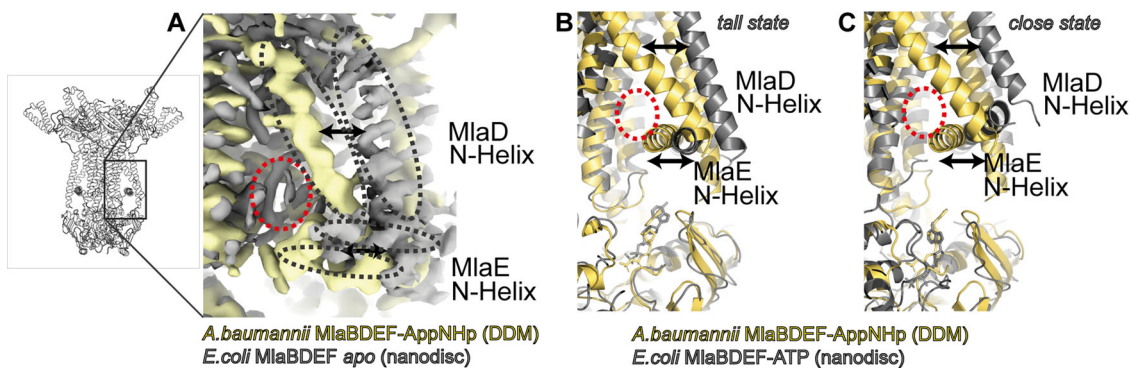 A
B
tall state
C
close state
MlaD
N-Helix
MlaE
N-Helix
MlaD
N-Helix
MlaE
N-Helix
MlaD
N-Helix
MlaE
N-Helix
A.baumannii MlaBDEF-AppNHp (DDM)
E.coli MlaBDEF apo (nanodisc)
A.baumannii MlaBDEF-AppNHp (DDM)
E.coli MlaBDEF-ATP (nanodisc)